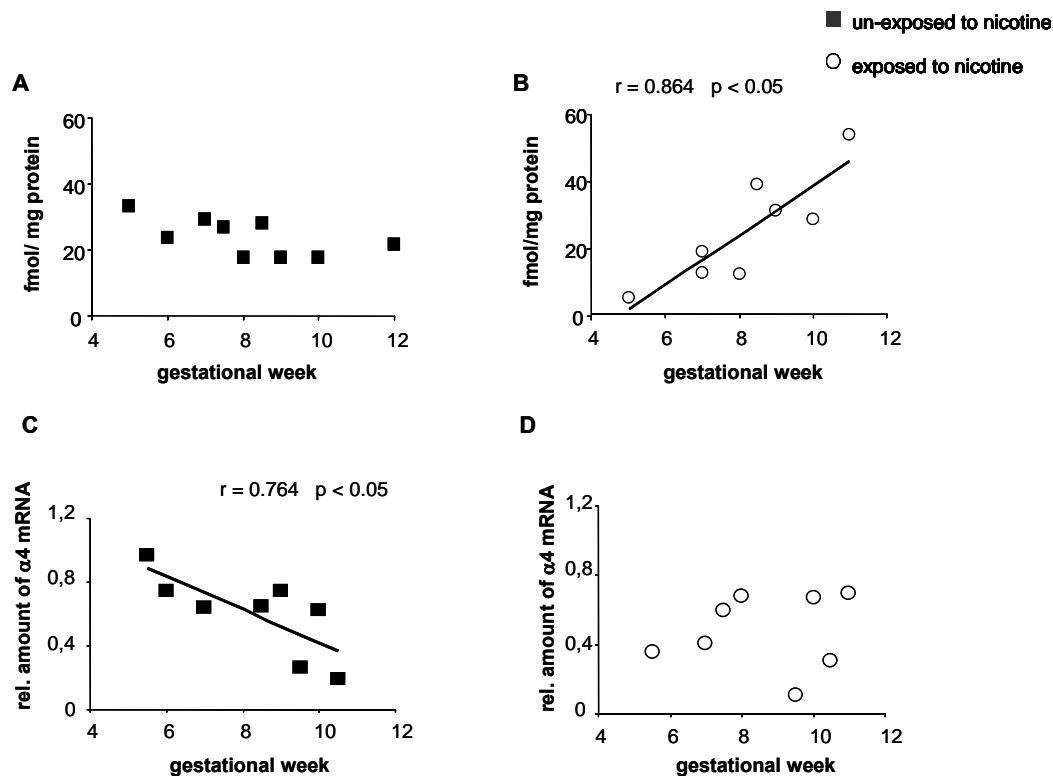 un-exposed to nicotine
exposed to nicotine
A
60
40
20
0
4 6 8 10 12
fmol/ mg protein
gestational week
B
r = 0.864 p < 0.05
60
40
20
0
4 6 8 10 12
fmol/mg protein
gestational week
C
r = 0.764 p < 0.05
1,2
0,8
0,4
0
4 6 8 10 12
rel. amount of α4 mRNA
gestational week
D
1,2
0,8
0,4
0
4 6 8 10 12
rel. amount of α4 mRNA
gestational week